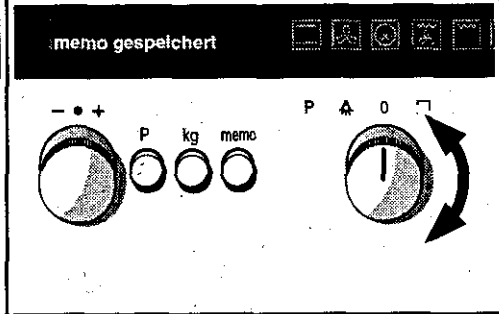 memo gespeichert
− ● +
P kg memo
P 0